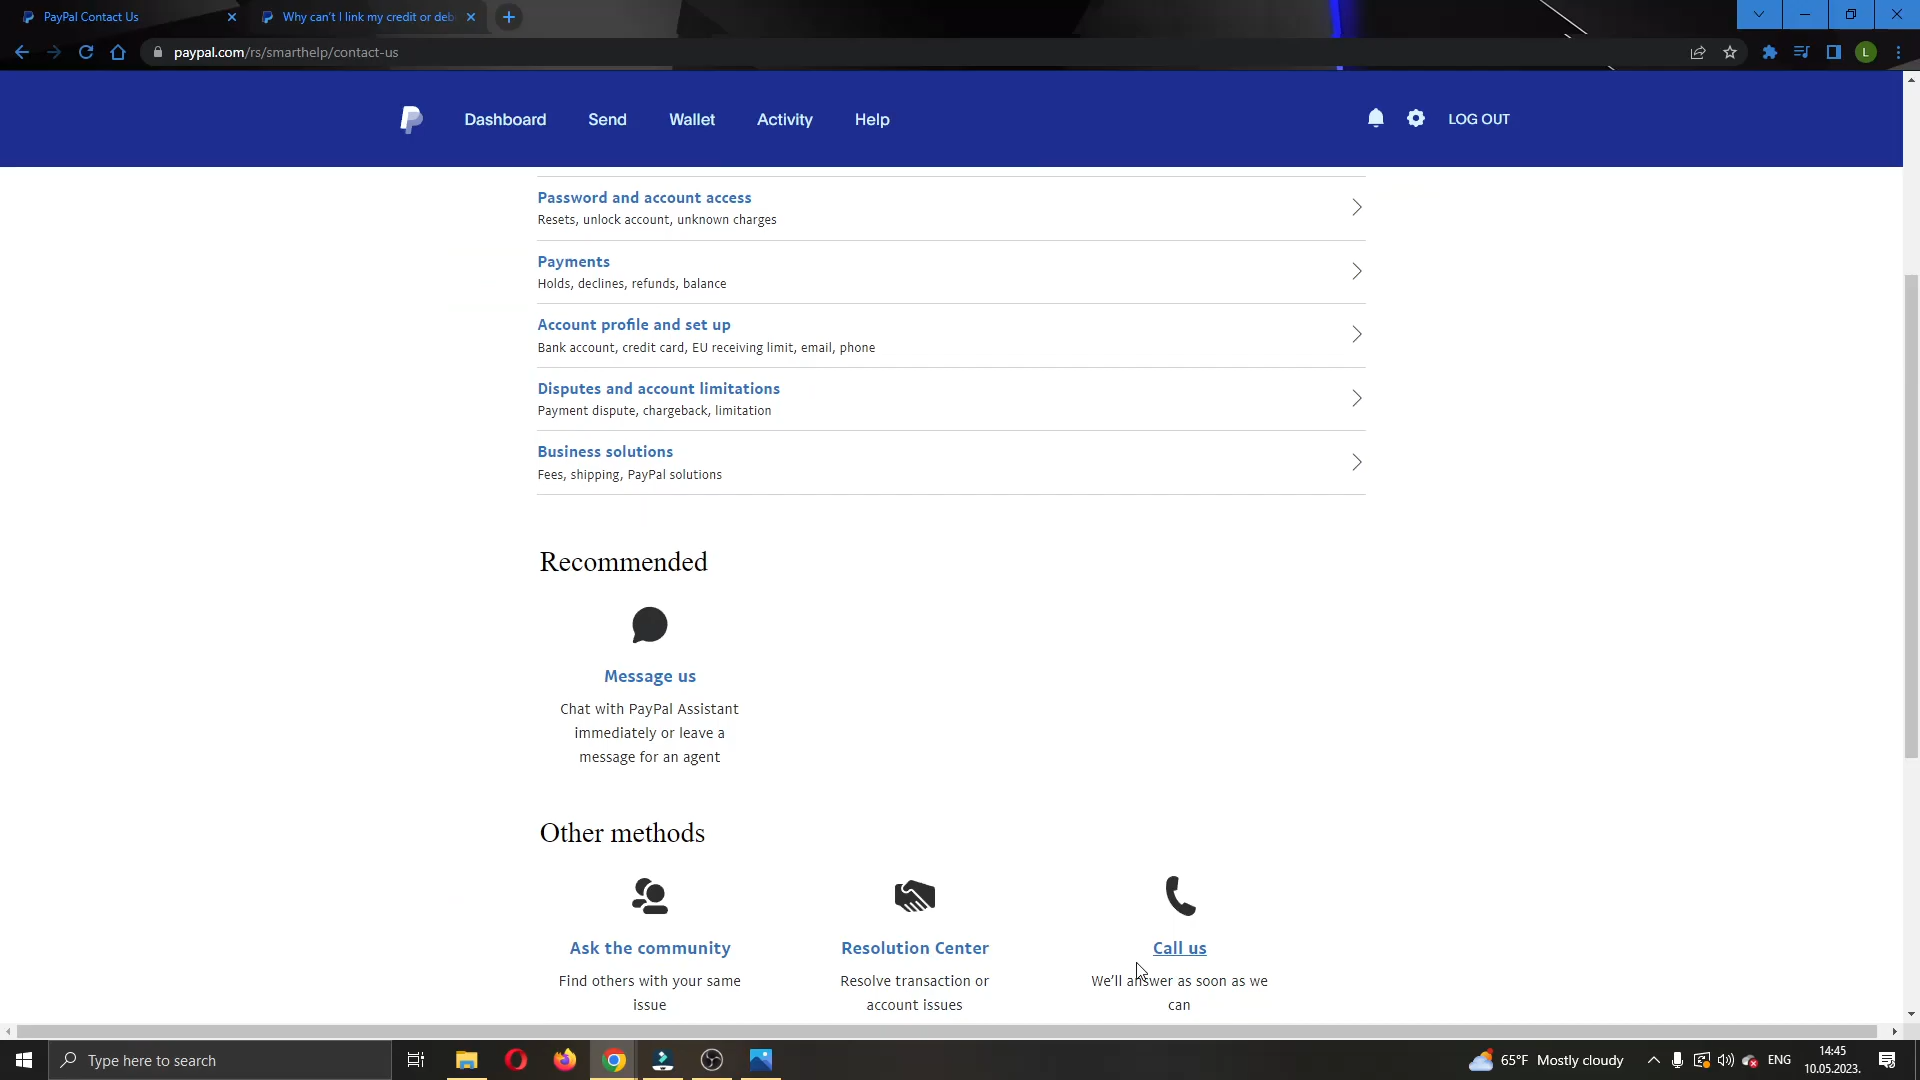 PayPal Contact Us
Why can't I link my credit or deb
paypal.com/rs/smarthelp/contact-us
L
Dashboard
Send
Wallet
Activity
Help
LOG OUT
Password and account access
Resets, unlock account, unknown charges
Payments
Holds, declines, refunds, balance
Account profile and set up
Bank account, credit card, EU receiving limit, email, phone
Disputes and account limitations
Payment dispute, chargeback, limitation
Business solutions
Fees, shipping, PayPal solutions
Recommended
Message us
Chat with PayPal Assistant
immediately or leave a
message for an agent
Other methods
Ask the community
Find others with your same
issue
Resolution Center
Resolve transaction or
account issues
Call us
We'll answer as soon as we
can
Type here to search
65°F Mostly cloudy
ENG
14:45
10.05.2023.